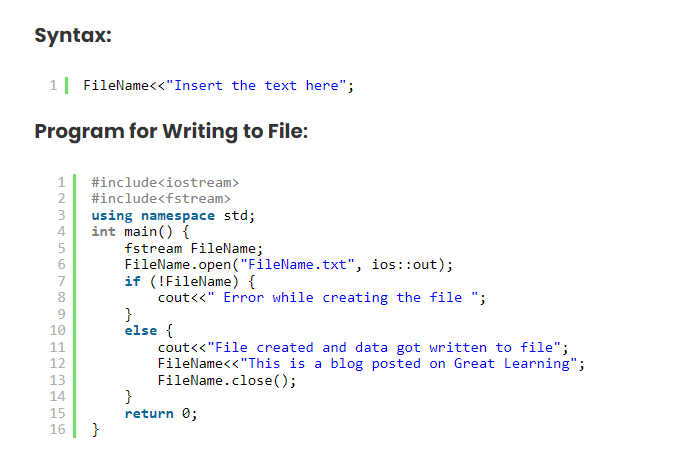 Syntax:
1 FileName<<"Insert the text here";
Program for Writing to File:
1 #include<iostream>
2 #include<fstream>
3 using namespace std;
4 int main() {
5     fstream FileName;
6     FileName.open("FileName.txt", ios::out);
7     if (!FileName) {
8         cout<<" Error while creating the file ";
9     }
10     else {
11         cout<<"File created and data got written to file";
12         FileName<<"This is a blog posted on Great Learning";
13         FileName.close();
14     }
15     return 0;
16 }